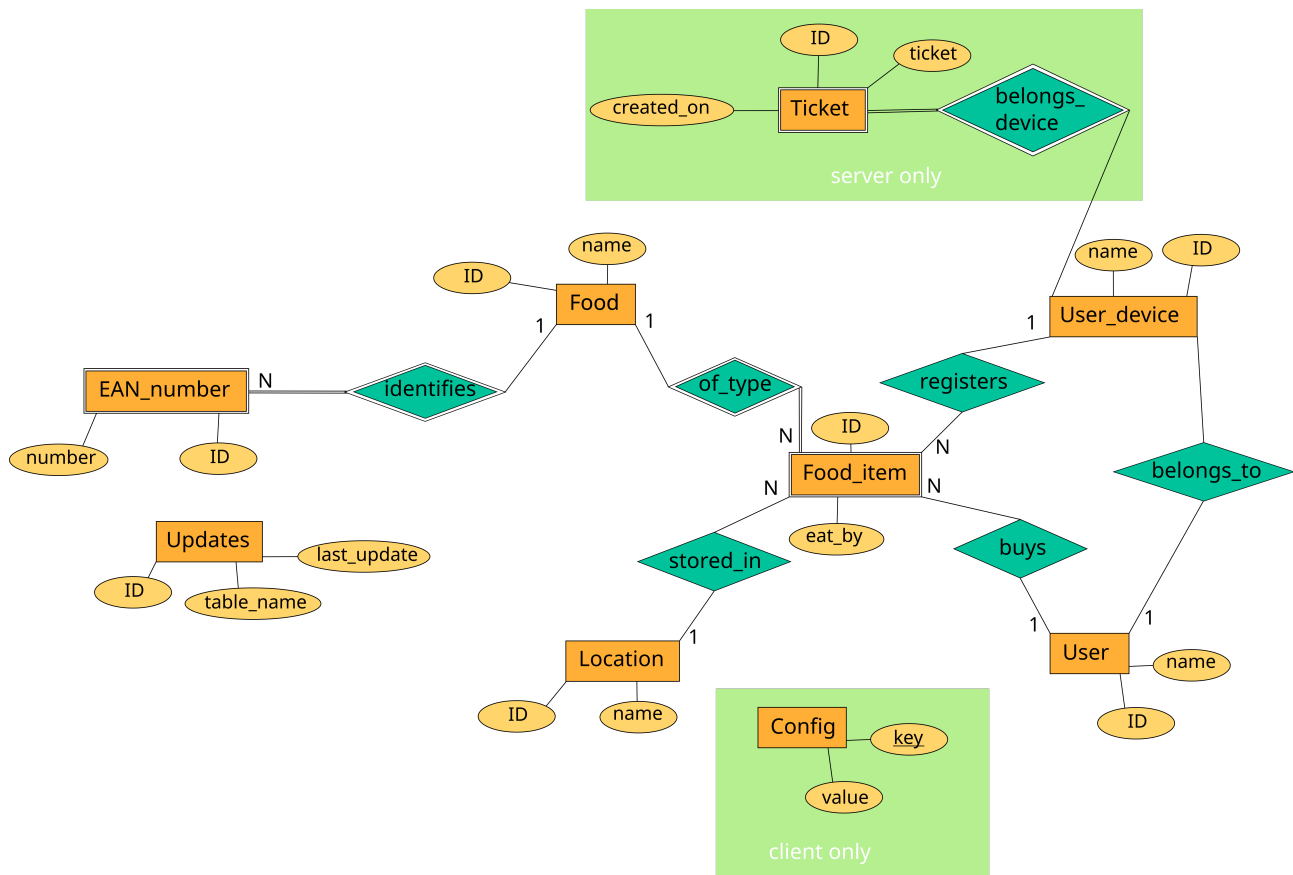 ID
ticket
created_on
Ticket
belongs_
device
server only
name
ID
Food
1
1
name
ID
User_device
1
EAN_number
N
identifies
of_type
registers
number
ID
N
ID
N
Food_item
N
N
belongs_to
eat_by
Updates
last_update
ID
table_name
stored_in
buys
1
1
1
Location
User
name
ID
name
ID
Config
key
value
client only